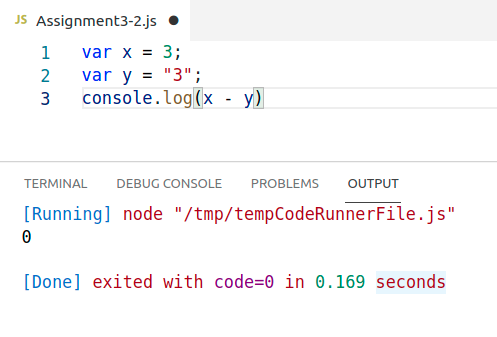 JS Assignment3-2.js ●
1 var x = 3;
2 var y = "3";
3 console.log(x - y)
TERMINAL DEBUG CONSOLE PROBLEMS OUTPUT
[Running] node "/tmp/tempCodeRunnerFile.js"
0
[Done] exited with code=0 in 0.169 seconds